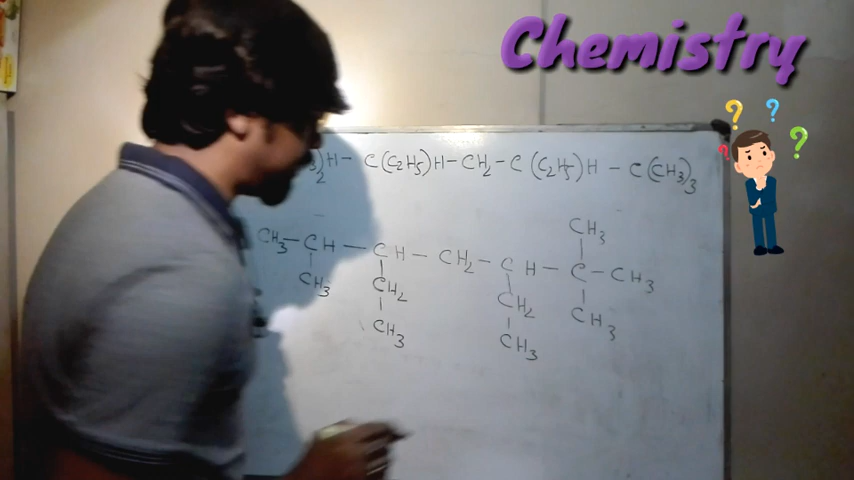 Chemistry
? ? ? ?
)₂H — C(C₂H₅)H — CH₂ — C(C₂H₅)H — C(CH₃)₃
CH₃
CH₃ — CH — CH — CH₂ — CH — C — CH₃
CH₃ CH₂ CH₂ CH₃
CH₃ CH₃